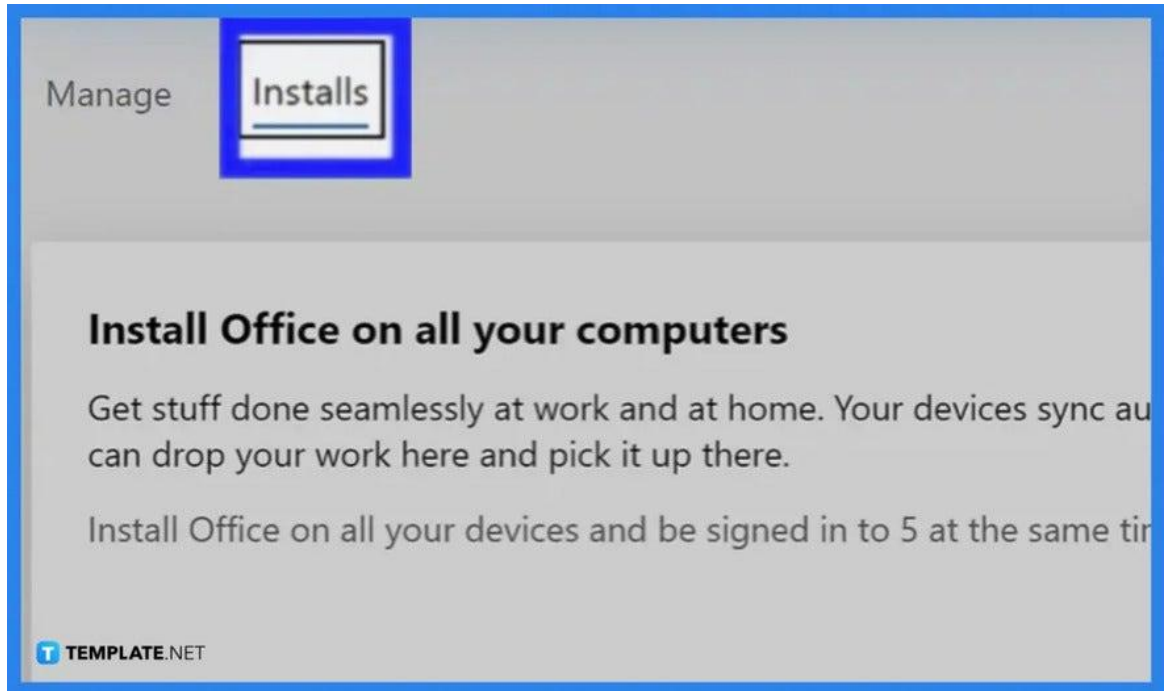 Manage Installs
Install Office on all your computers
Get stuff done seamlessly at work and at home. Your devices sync au
can drop your work here and pick it up there.
Install Office on all your devices and be signed in to 5 at the same tir
T TEMPLATE.NET